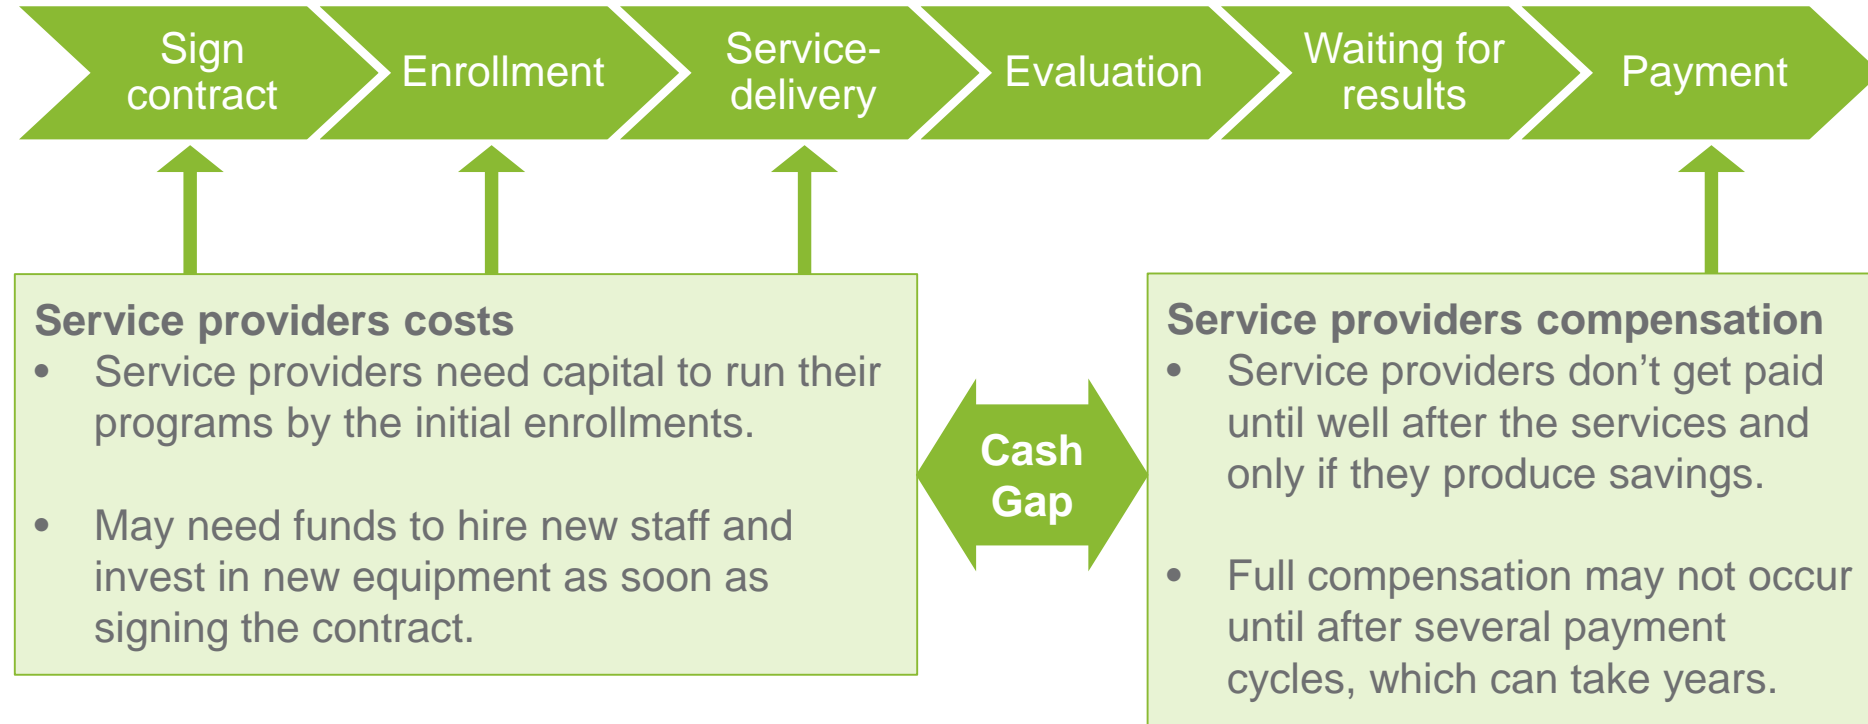 Sign
contract
Enrollment
Service-
delivery
Evaluation
Waiting for
results
Payment
Service providers costs
• Service providers need capital to run their
programs by the initial enrollments.
• May need funds to hire new staff and
invest in new equipment as soon as
signing the contract.
Cash
Gap
Service providers compensation
• Service providers don’t get paid
until well after the services and
only if they produce savings.
• Full compensation may not occur
until after several payment
cycles, which can take years.